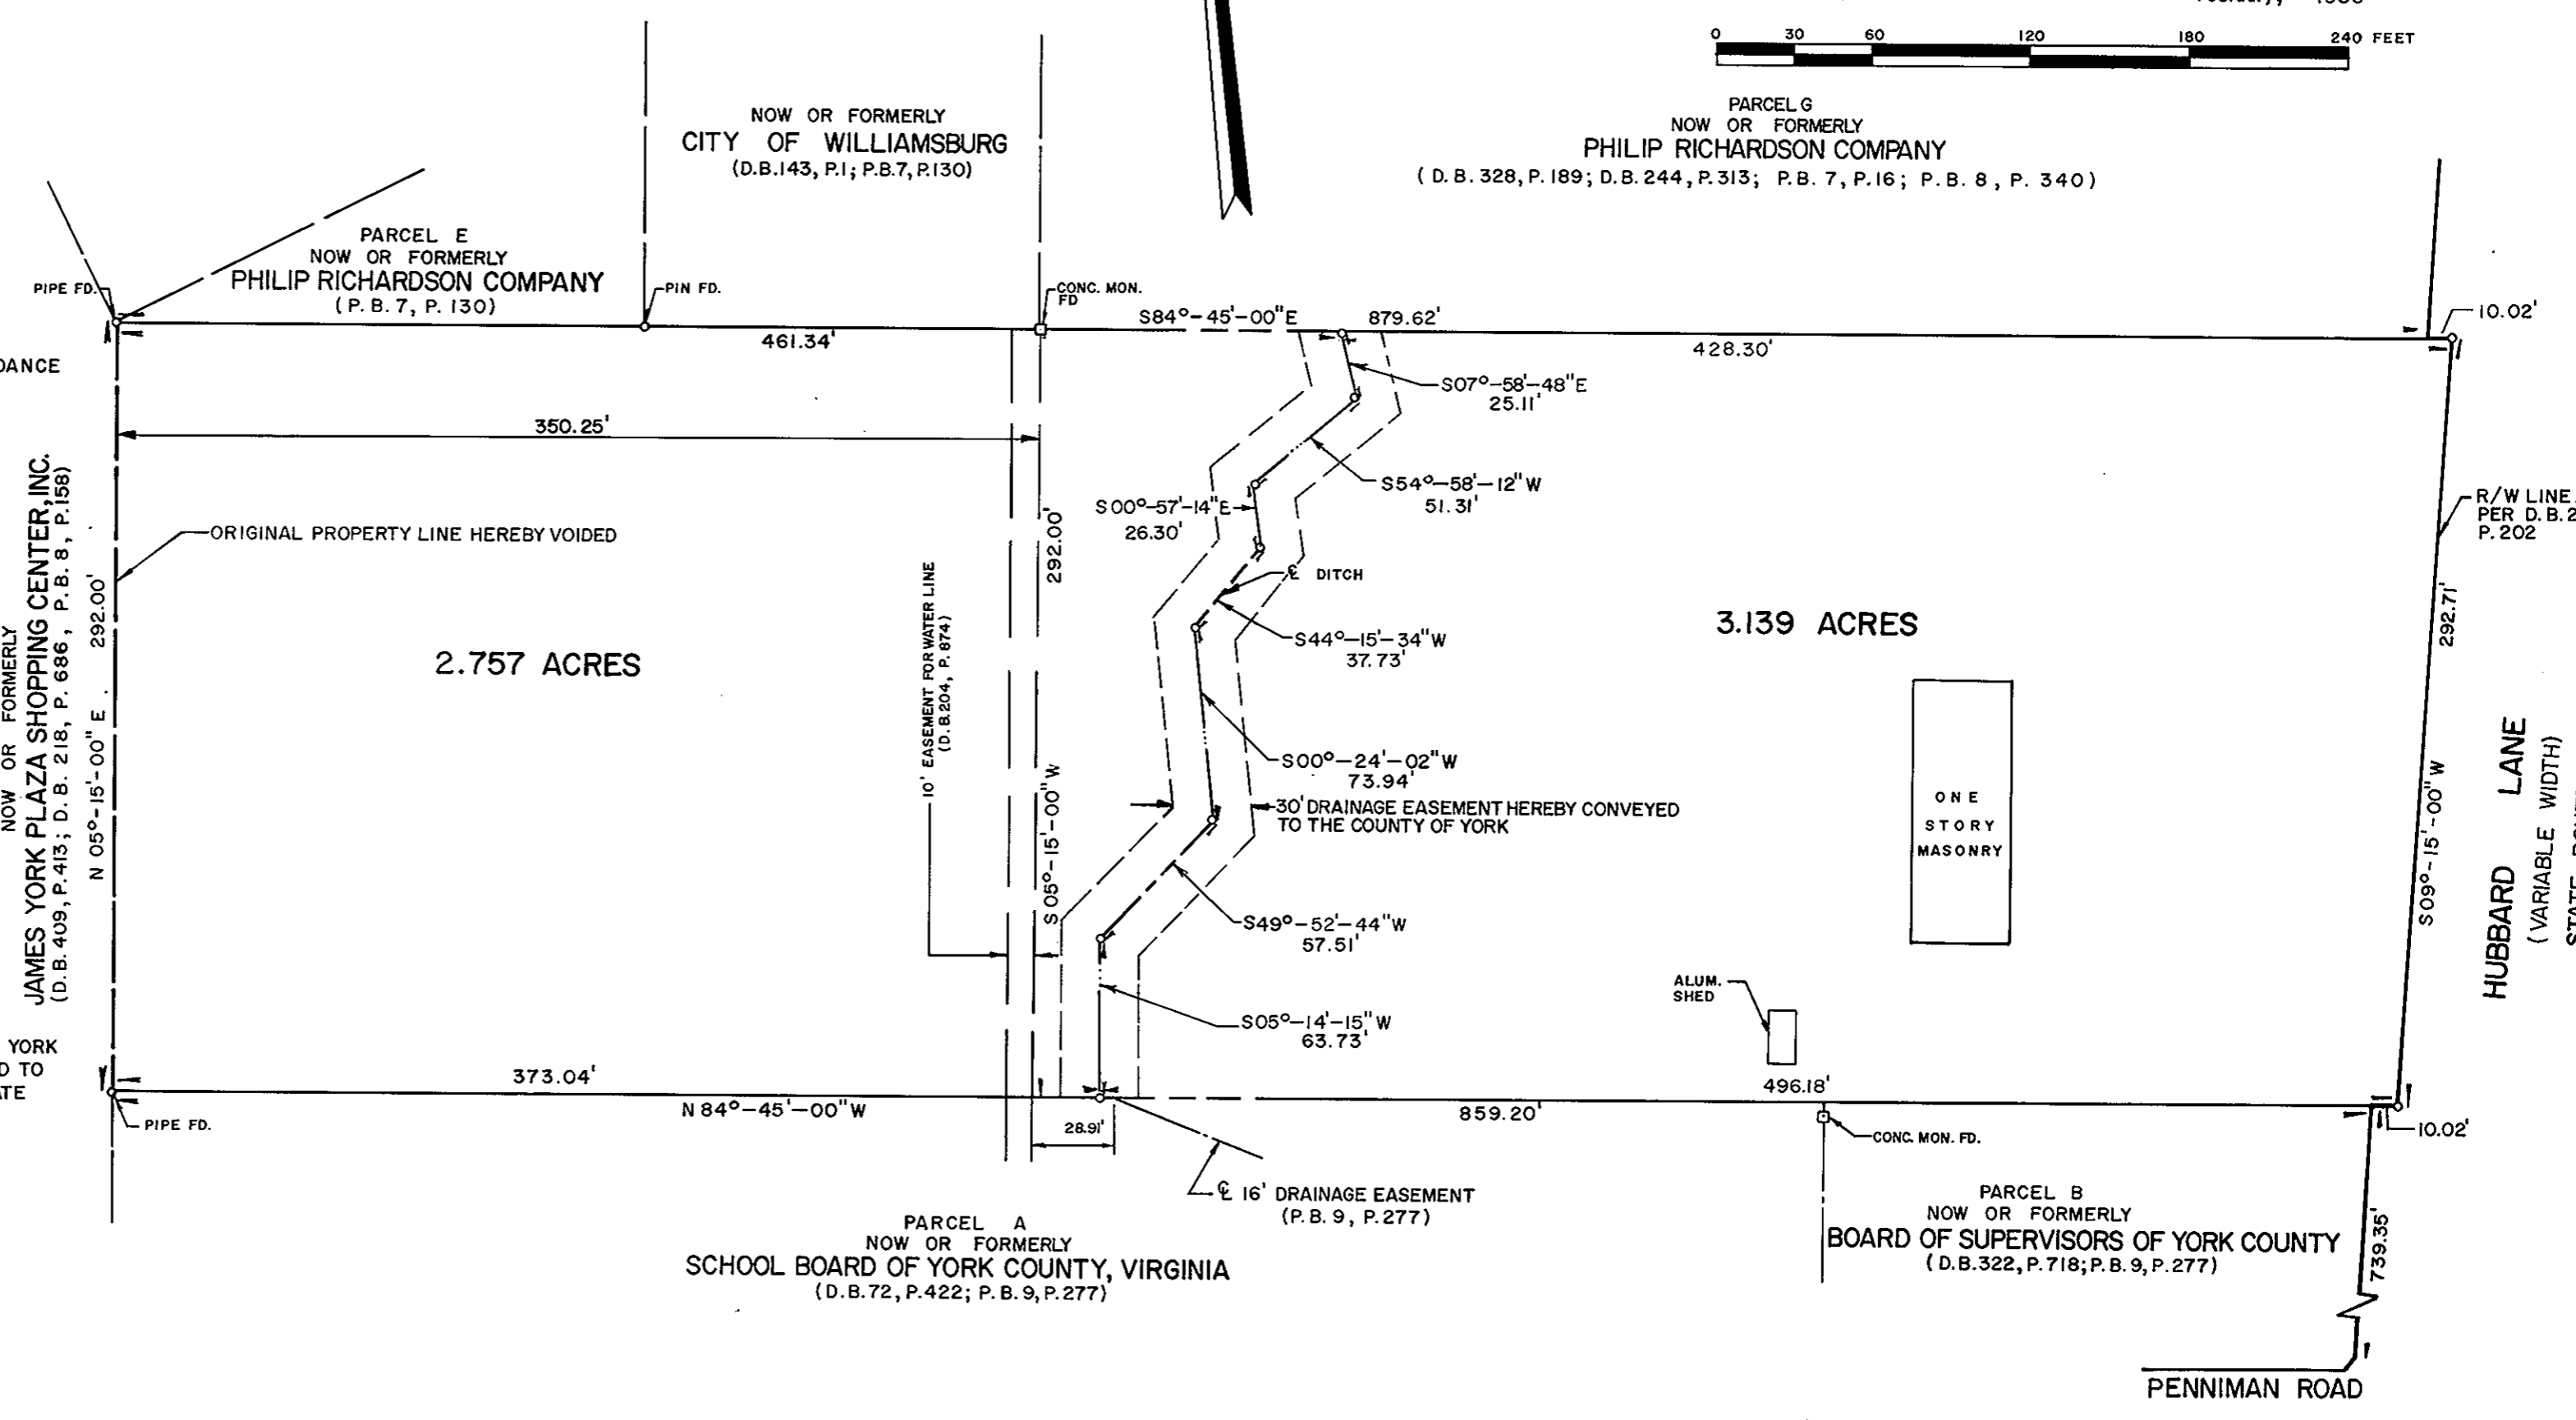 0 30 60 120 180 240 FEET
NOW OR FORMERLY
CITY OF WILLIAMSBURG
(D.B.143, P.1; P.B.7, P.130)
PARCEL G
NOW OR FORMERLY
PHILIP RICHARDSON COMPANY
(D.B. 328, P.189; D.B. 244, P.313; P.B. 7, P.16; P.B. 8, P. 340)
PARCEL E
NOW OR FORMERLY
PHILIP RICHARDSON COMPANY
(P.B. 7, P. 130)
PIPE FD.
PIN FD.
CONC. MON.
FD
S84°-45'-00"E 879.62'
10.02'
461.34'
428.30'
350.25'
S07°-58'-48"E
25.11'
S54°-58'-12"W
51.31'
S00°-57'-14"E
26.30'
R/W LINE
PER D.B. 2
P. 202
ORIGINAL PROPERTY LINE HEREBY VOIDED
℄ DITCH
S44°-15'-34"W
37.73'
2.757 ACRES
3.139 ACRES
NOW OR FORMERLY
JAMES YORK PLAZA SHOPPING CENTER, INC.
(D.B. 409, P.413; D.B. 218, P. 686, P.B. 8, P.158)
N 05°-15'-00" E 292.00'
10' EASEMENT FOR WATER LINE
(D.B.204, P. 874)
S 05°-15'-00" W 292.00'
S00°-24'-02"W
73.94'
30' DRAINAGE EASEMENT HEREBY CONVEYED
TO THE COUNTY OF YORK
ONE
STORY
MASONRY
S 09°-15'-00" W 292.71'
HUBBARD LANE
(VARIABLE WIDTH)
S49°-52'-44"W
57.51'
ALUM.
SHED
S05°-14'-15"W
63.73'
YORK
TO
373.04'
N 84°-45'-00"W
496.18'
859.20'
PIPE FD.
28.91'
CONC. MON. FD.
10.02'
℄ 16' DRAINAGE EASEMENT
(P.B. 9, P.277)
PARCEL A
NOW OR FORMERLY
SCHOOL BOARD OF YORK COUNTY, VIRGINIA
(D.B.72, P.422; P.B.9, P.277)
PARCEL B
NOW OR FORMERLY
BOARD OF SUPERVISORS OF YORK COUNTY
(D.B.322, P.718; P.B.9, P.277)
739.35'
PENNIMAN ROAD